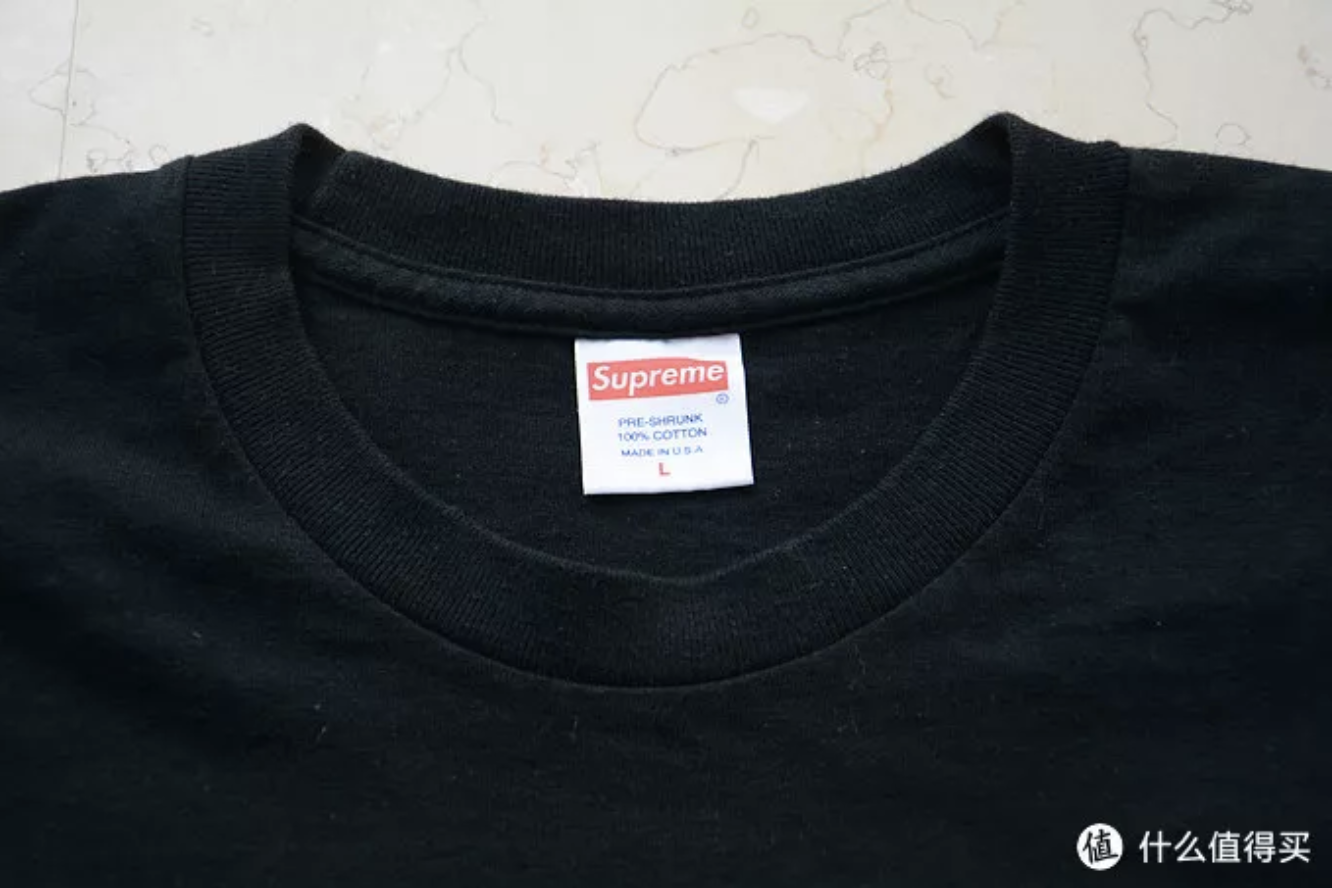 Supreme
©
PRE-SHRUNK
100% COTTON
MADE IN U.S.A
L
值 什么值得买